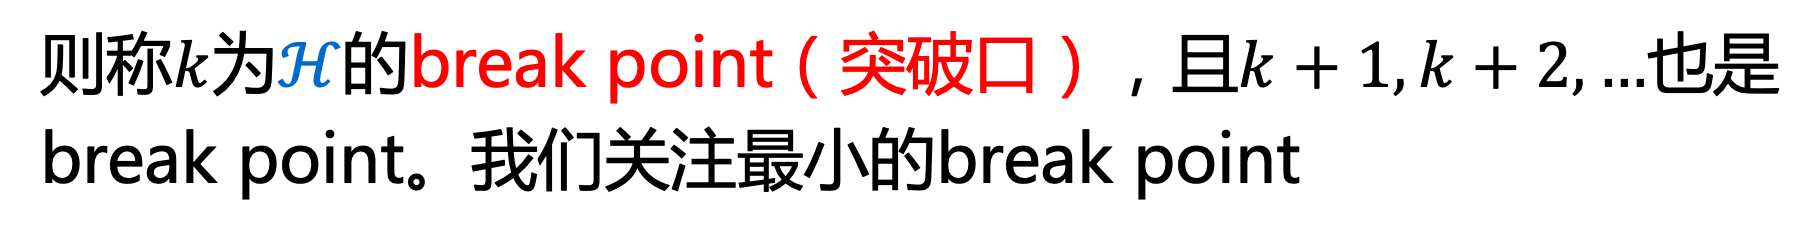 则称𝑘为ℋ的break point（突破口），且𝑘 + 1, 𝑘 + 2, …也是
break point。我们关注最小的break point